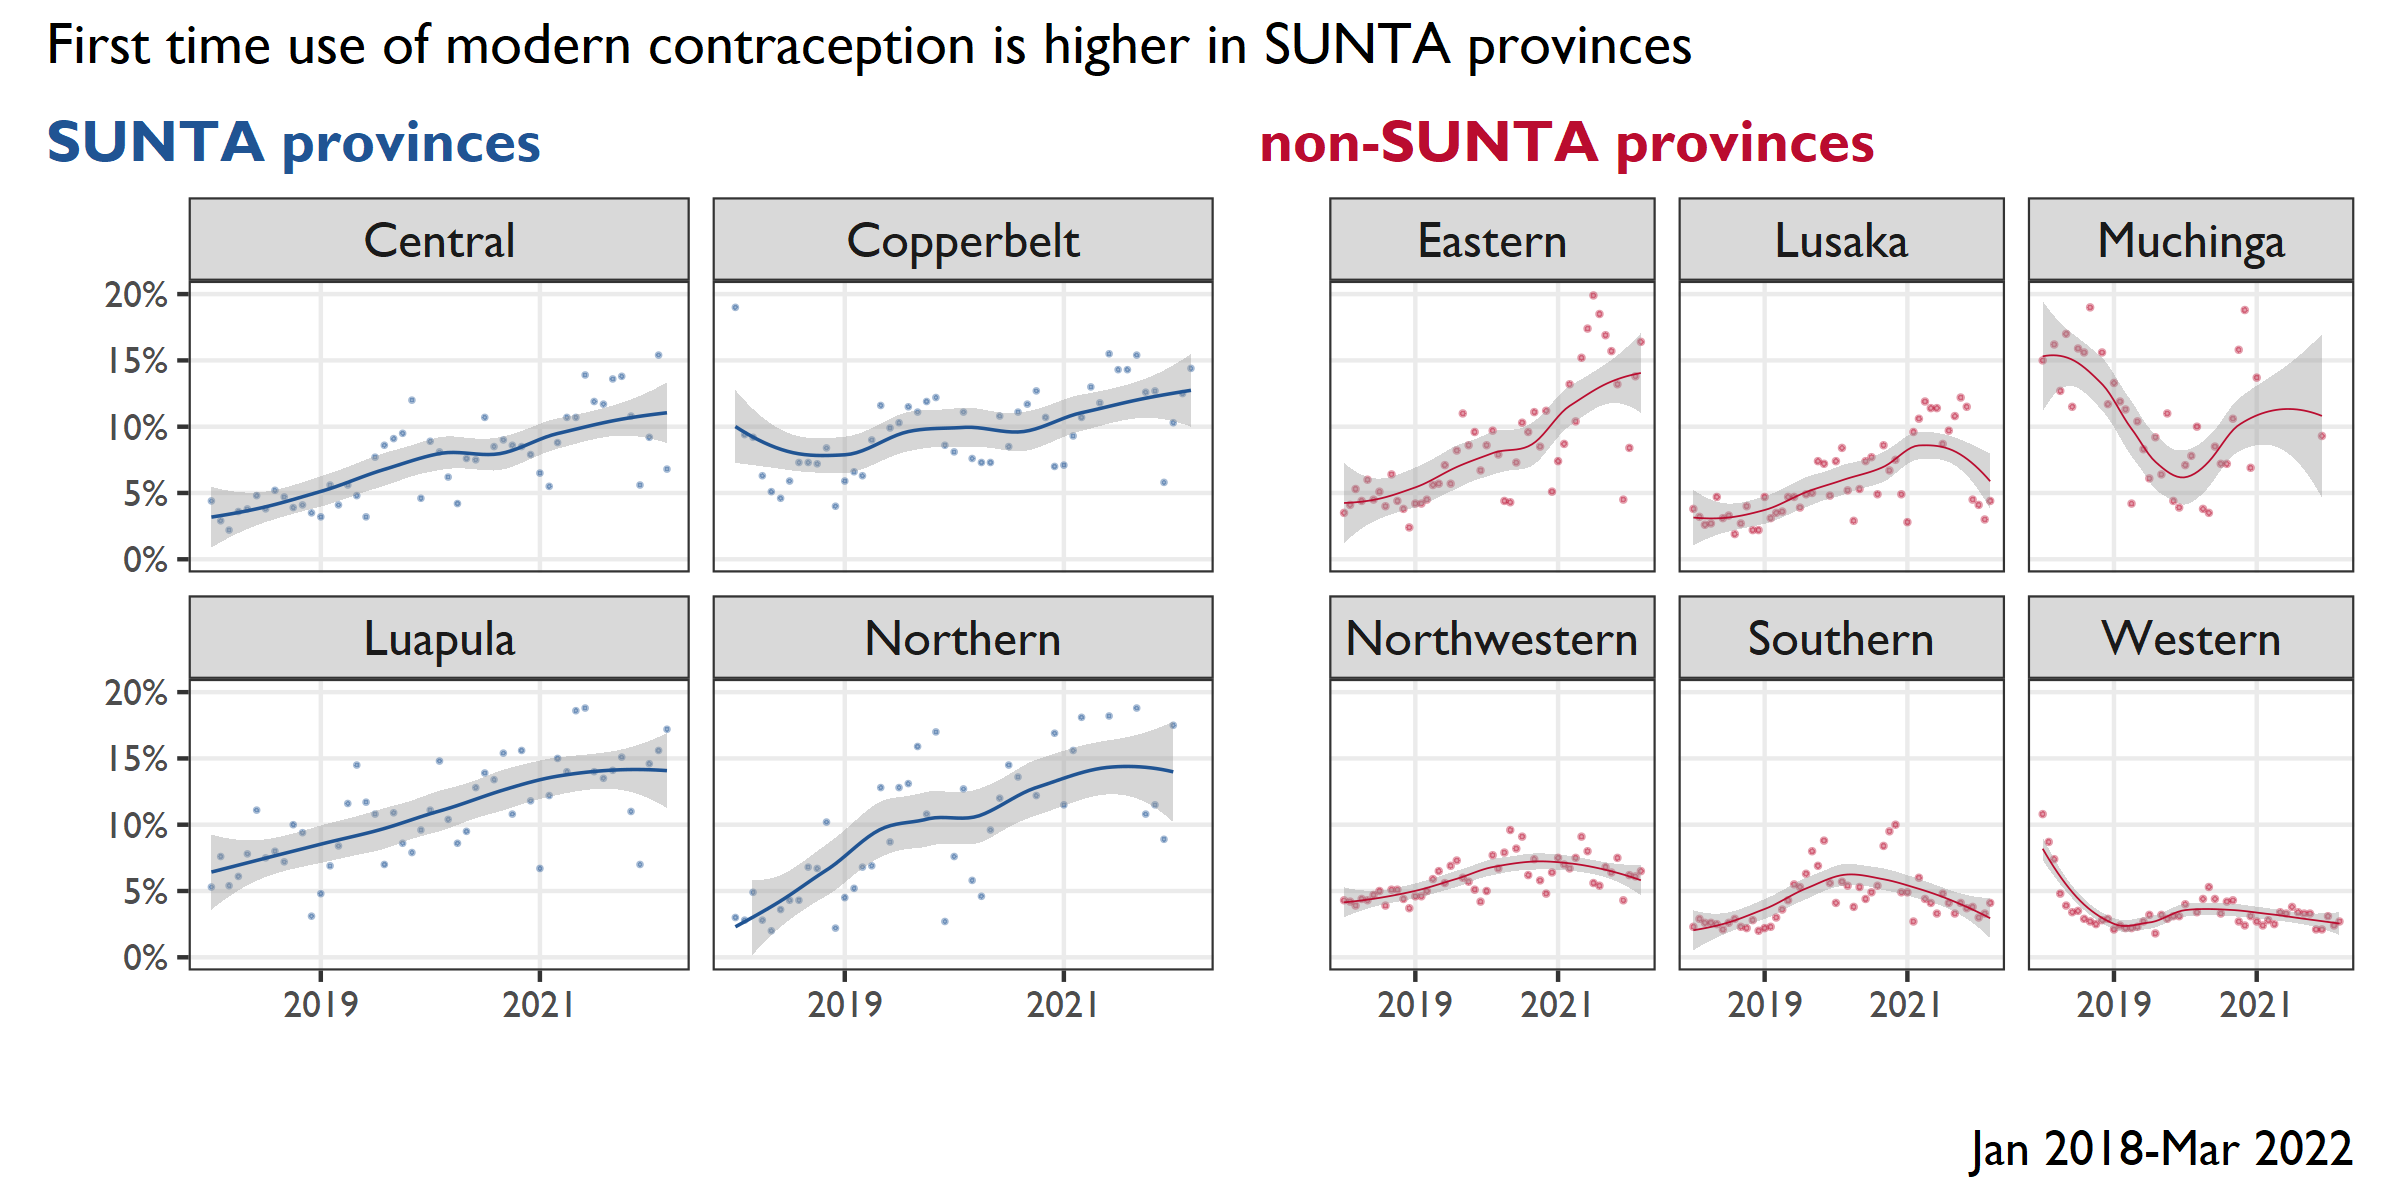 First time use of modern contraception is higher in SUNTA provinces
SUNTA provinces
non-SUNTA provinces
Central
Copperbelt
Eastern
Lusaka
Muchinga
20%
15%
10%
5%
0%
Luapula
Northern
Northwestern
Southern
Western
20%
15%
10%
5%
0%
2019 2021
2019 2021
2019 2021
2019 2021
2019 2021
Jan 2018-Mar 2022